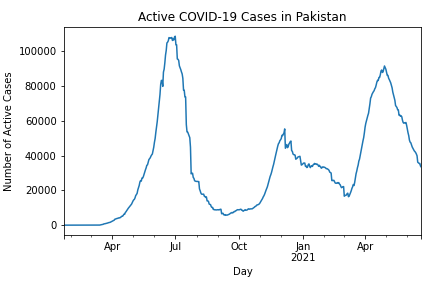 Active COVID-19 Cases in Pakistan
Number of Active Cases
100000
80000
60000
40000
20000
0
Apr
Jul
Oct
Jan
2021
Apr
Day